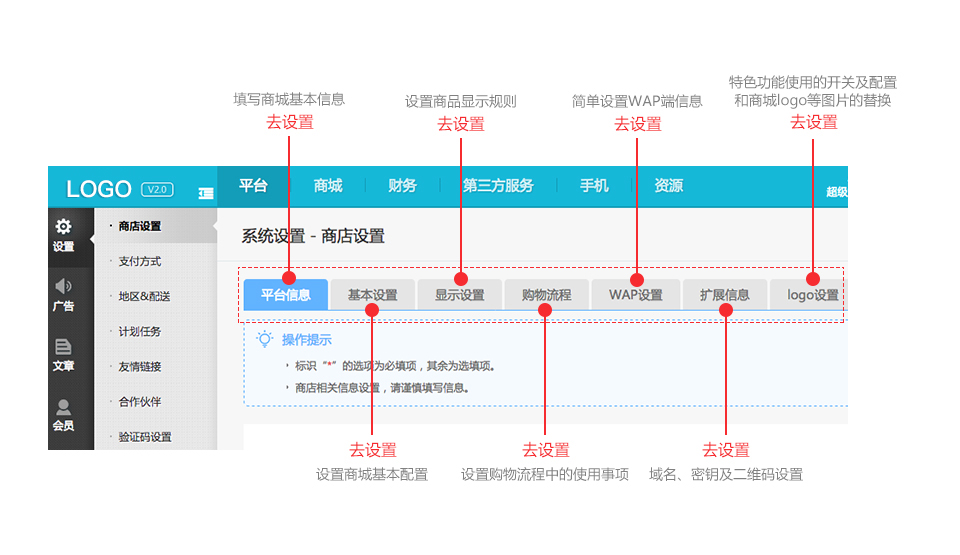 填写商城基本信息
去设置
设置商品显示规则
去设置
简单设置WAP端信息
去设置
特色功能使用的开关及配置
和商城logo等图片的替换
去设置
LOGO V2.0
平台 商城 财务 第三方服务 手机 资源 超级
设置
广告
文章
会员
· 商店设置
· 支付方式
· 地区&配送
· 计划任务
· 友情链接
· 合作伙伴
· 验证码设置
系统设置 - 商店设置
平台信息 基本设置 显示设置 购物流程 WAP设置 扩展信息 logo设置
操作提示
· 标识“*”的选项为必填项，其余为选填项。
· 商店相关信息设置，请谨慎填写信息。
去设置
设置商城基本配置
去设置
设置购物流程中的使用事项
去设置
域名、密钥及二维码设置